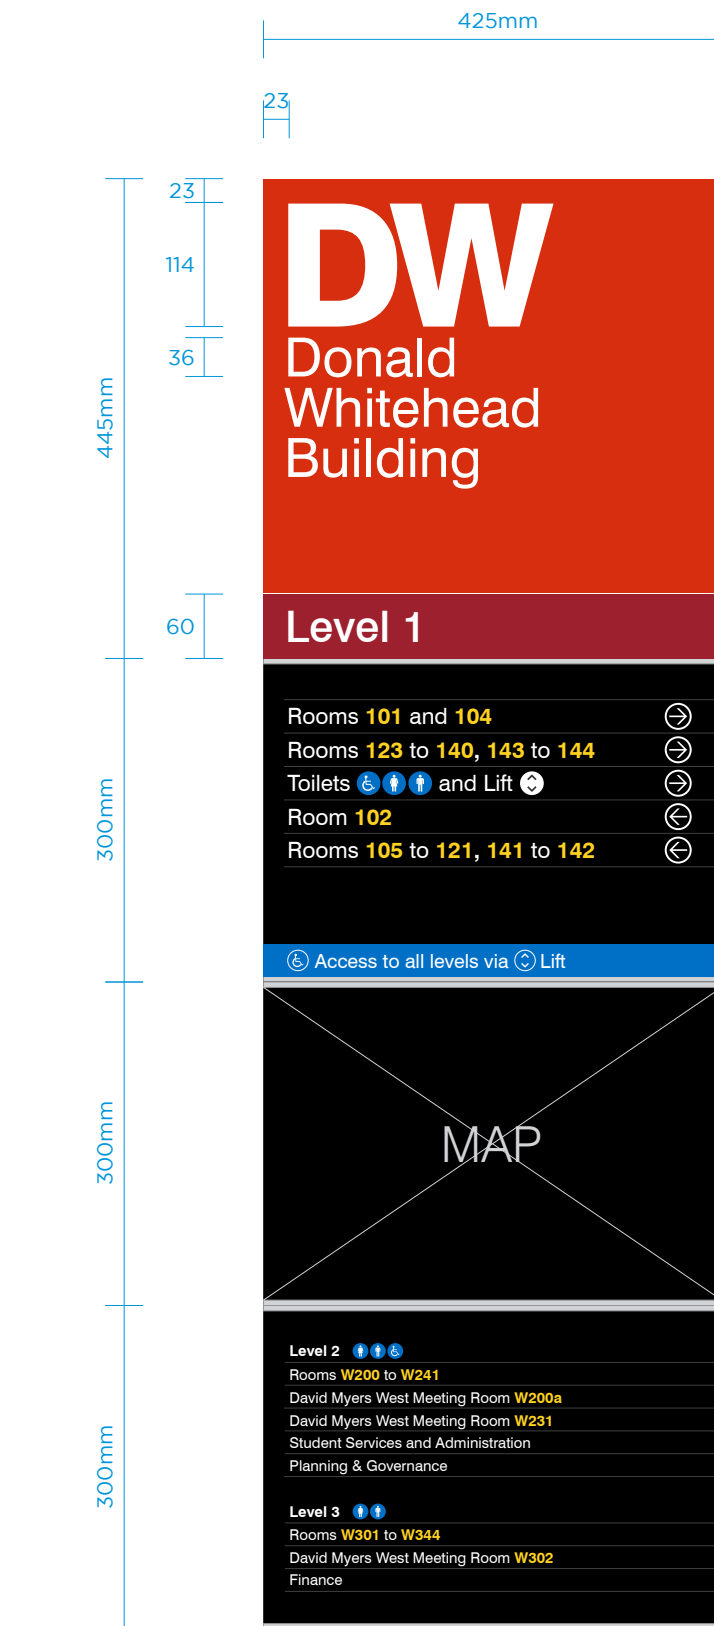 425mm
23
23
114
36
445mm
60
DW
Donald
Whitehead
Building
Level 1
300mm
Rooms 101 and 104
Rooms 123 to 140, 143 to 144
Toilets and Lift
Room 102
Rooms 105 to 121, 141 to 142
Access to all levels via Lift
300mm
MAP
300mm
Level 2
Rooms W200 to W241
David Myers West Meeting Room W200a
David Myers West Meeting Room W231
Student Services and Administration
Planning & Governance
Level 3
Rooms W301 to W344
David Myers West Meeting Room W302
Finance